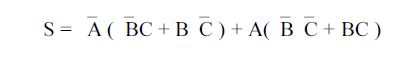 S = A̅ ( B̅C + B C̅ ) + A( B̅ C̅ + BC )